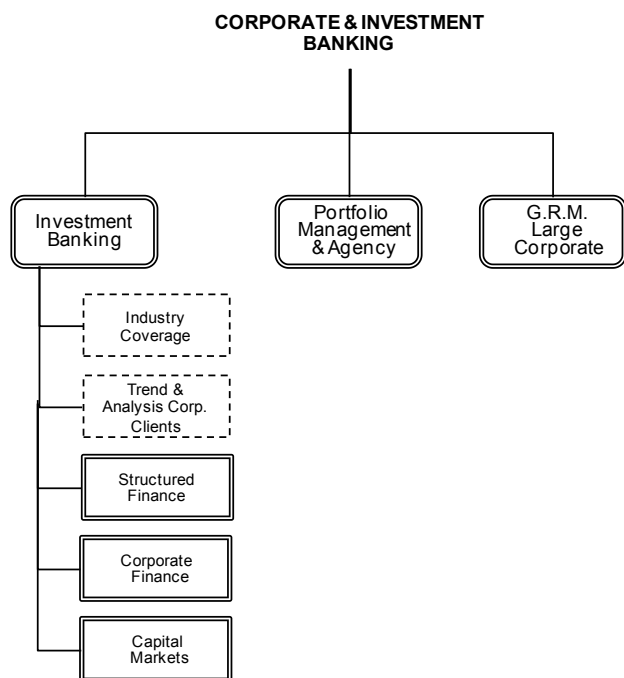 CORPORATE & INVESTMENT
BANKING
Investment
Banking
Portfolio
Management
& Agency
G.R.M.
Large
Corporate
Industry
Coverage
Trend &
Analysis Corp.
Clients
Structured
Finance
Corporate
Finance
Capital
Markets